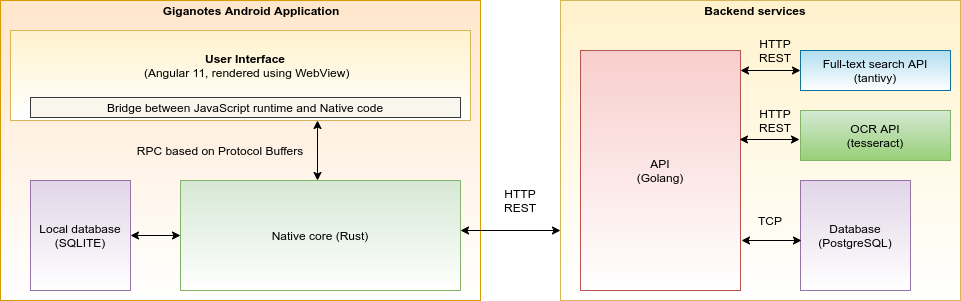 Giganotes Android Application
User Interface
(Angular 11, rendered using WebView)
Bridge between JavaScript runtime and Native code
RPC based on Protocol Buffers
Local database
(SQLITE)
Native core (Rust)
HTTP
REST
Backend services
API
(Golang)
HTTP
REST
Full-text search API
(tantivy)
HTTP
REST
OCR API
(tesseract)
TCP
Database
(PostgreSQL)